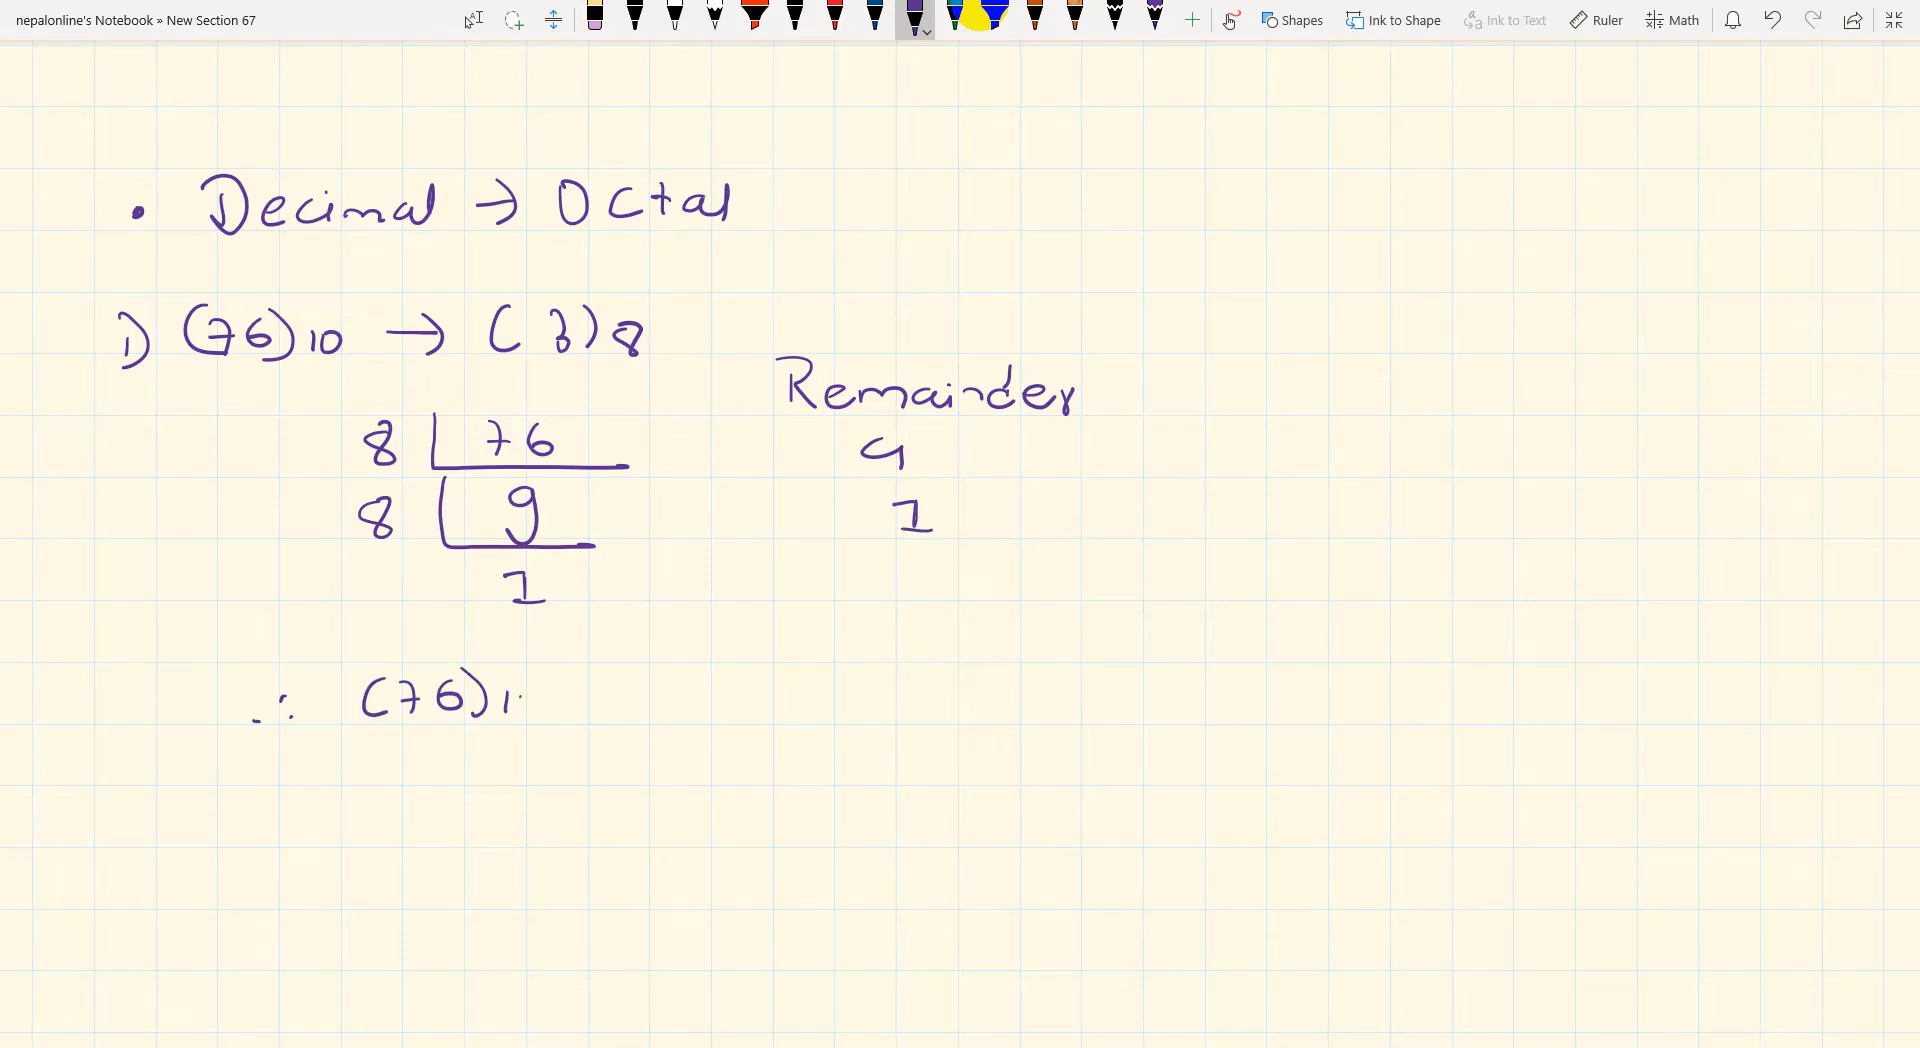 nepalonline's Notebook » New Section 67
Shapes Ink to Shape Ink to Text Ruler Math
• Decimal → Octal
1) (76)10 → ( ? )8
Remainder
8 76 4
8 9 1
1
∴ (76)1